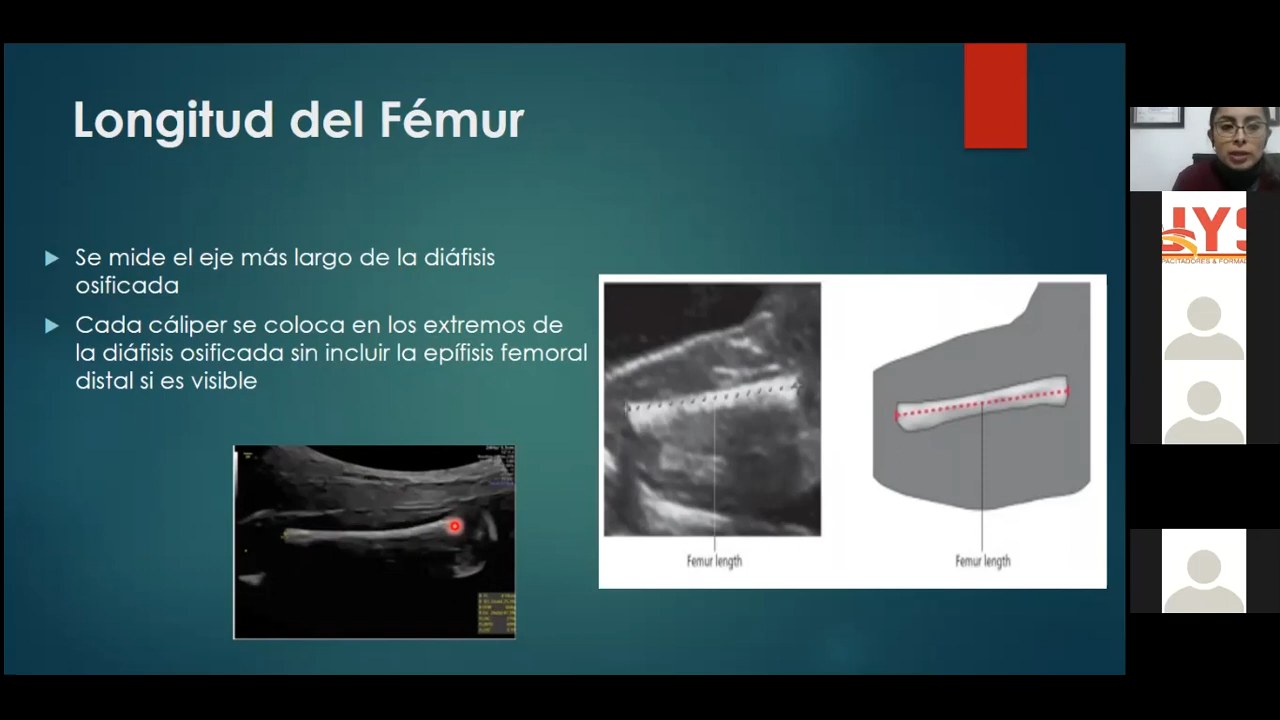 Longitud del Fémur
Se mide el eje más largo de la diáfisis
osificada
Cada cáliper se coloca en los extremos de
la diáfisis osificada sin incluir la epífisis femoral
distal si es visible
Femur length
Femur length